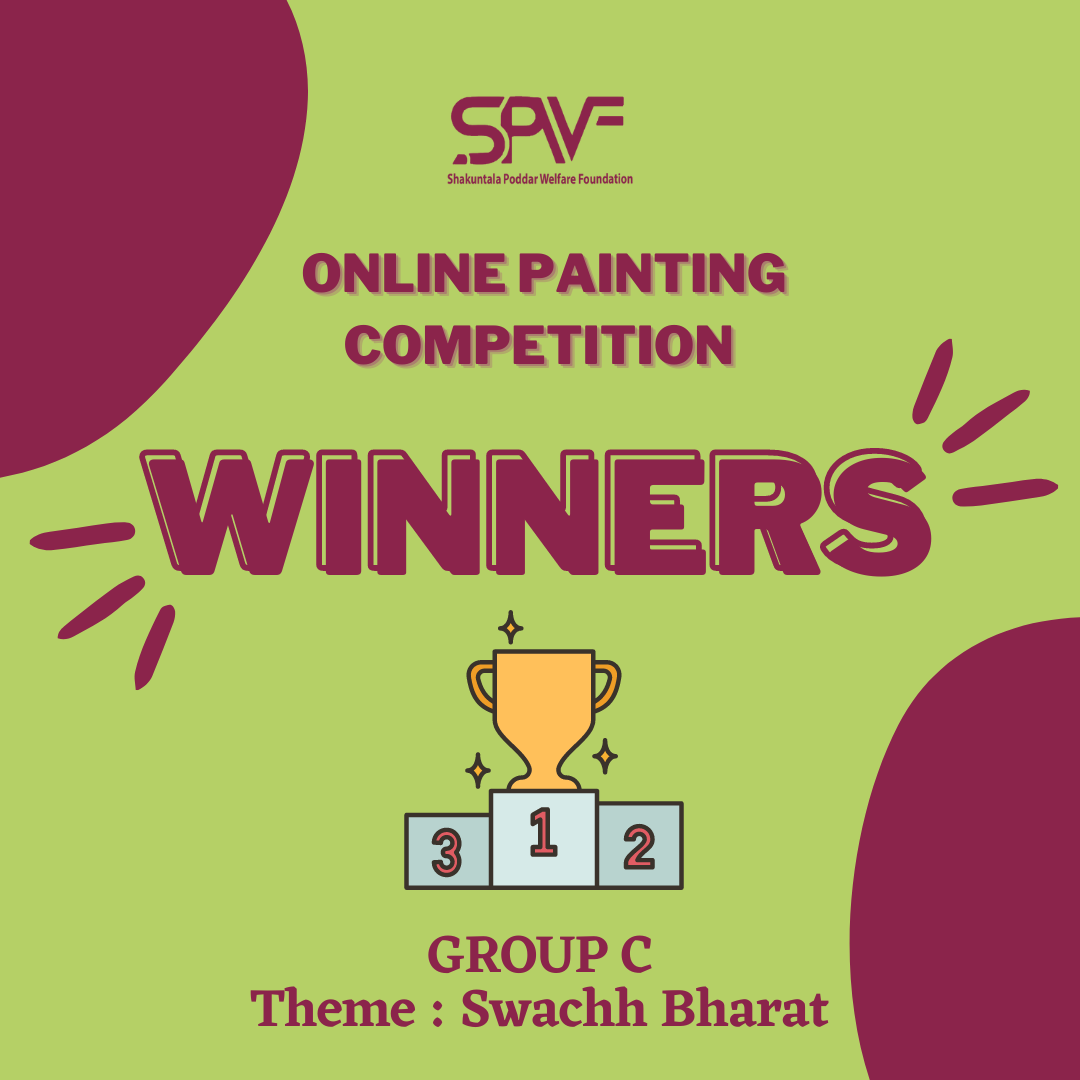 SPWF
Shakuntala Poddar Welfare Foundation
ONLINE PAINTING
COMPETITION
WINNERS
3 1 2
GROUP C
Theme : Swachh Bharat